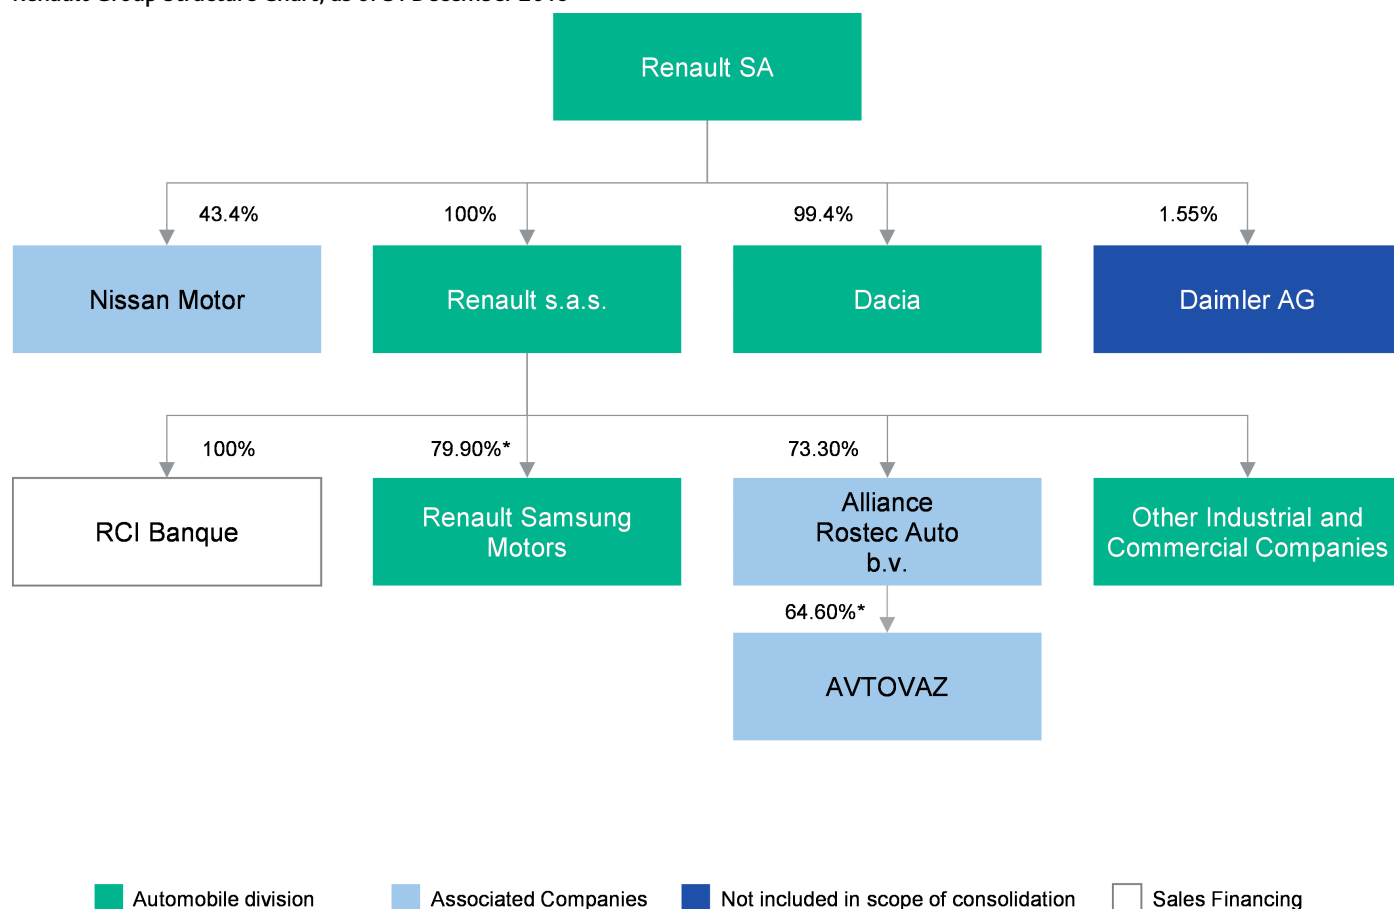 Renault SA
43.4%
100%
99.4%
1.55%
Nissan Motor
Renault s.a.s.
Dacia
Daimler AG
100%
79.90%*
73.30%
RCI Banque
Renault Samsung
Motors
Alliance
Rostec Auto
b.v.
Other Industrial and
Commercial Companies
64.60%*
AVTOVAZ
Automobile division
Associated Companies
Not included in scope of consolidation
Sales Financing